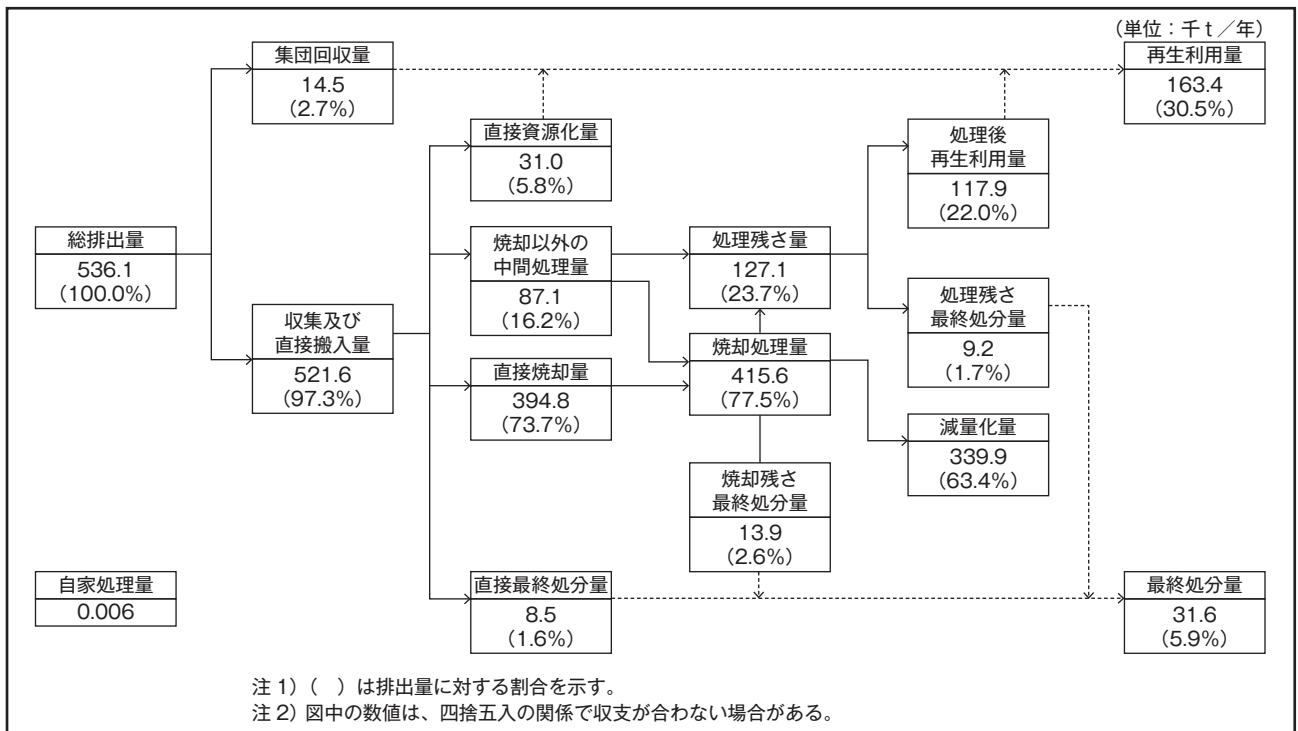 (単位：千t／年)
集団回収量
14.5
(2.7%)
再生利用量
163.4
(30.5%)
直接資源化量
31.0
(5.8%)
処理後
再生利用量
117.9
(22.0%)
総排出量
536.1
(100.0%)
焼却以外の
中間処理量
87.1
(16.2%)
処理残さ量
127.1
(23.7%)
収集及び
直接搬入量
521.6
(97.3%)
処理残さ
最終処分量
9.2
(1.7%)
直接焼却量
394.8
(73.7%)
焼却処理量
415.6
(77.5%)
減量化量
339.9
(63.4%)
焼却残さ
最終処分量
13.9
(2.6%)
自家処理量
0.006
直接最終処分量
8.5
(1.6%)
最終処分量
31.6
(5.9%)
注1)（　）は排出量に対する割合を示す。
注2) 図中の数値は、四捨五入の関係で収支が合わない場合がある。